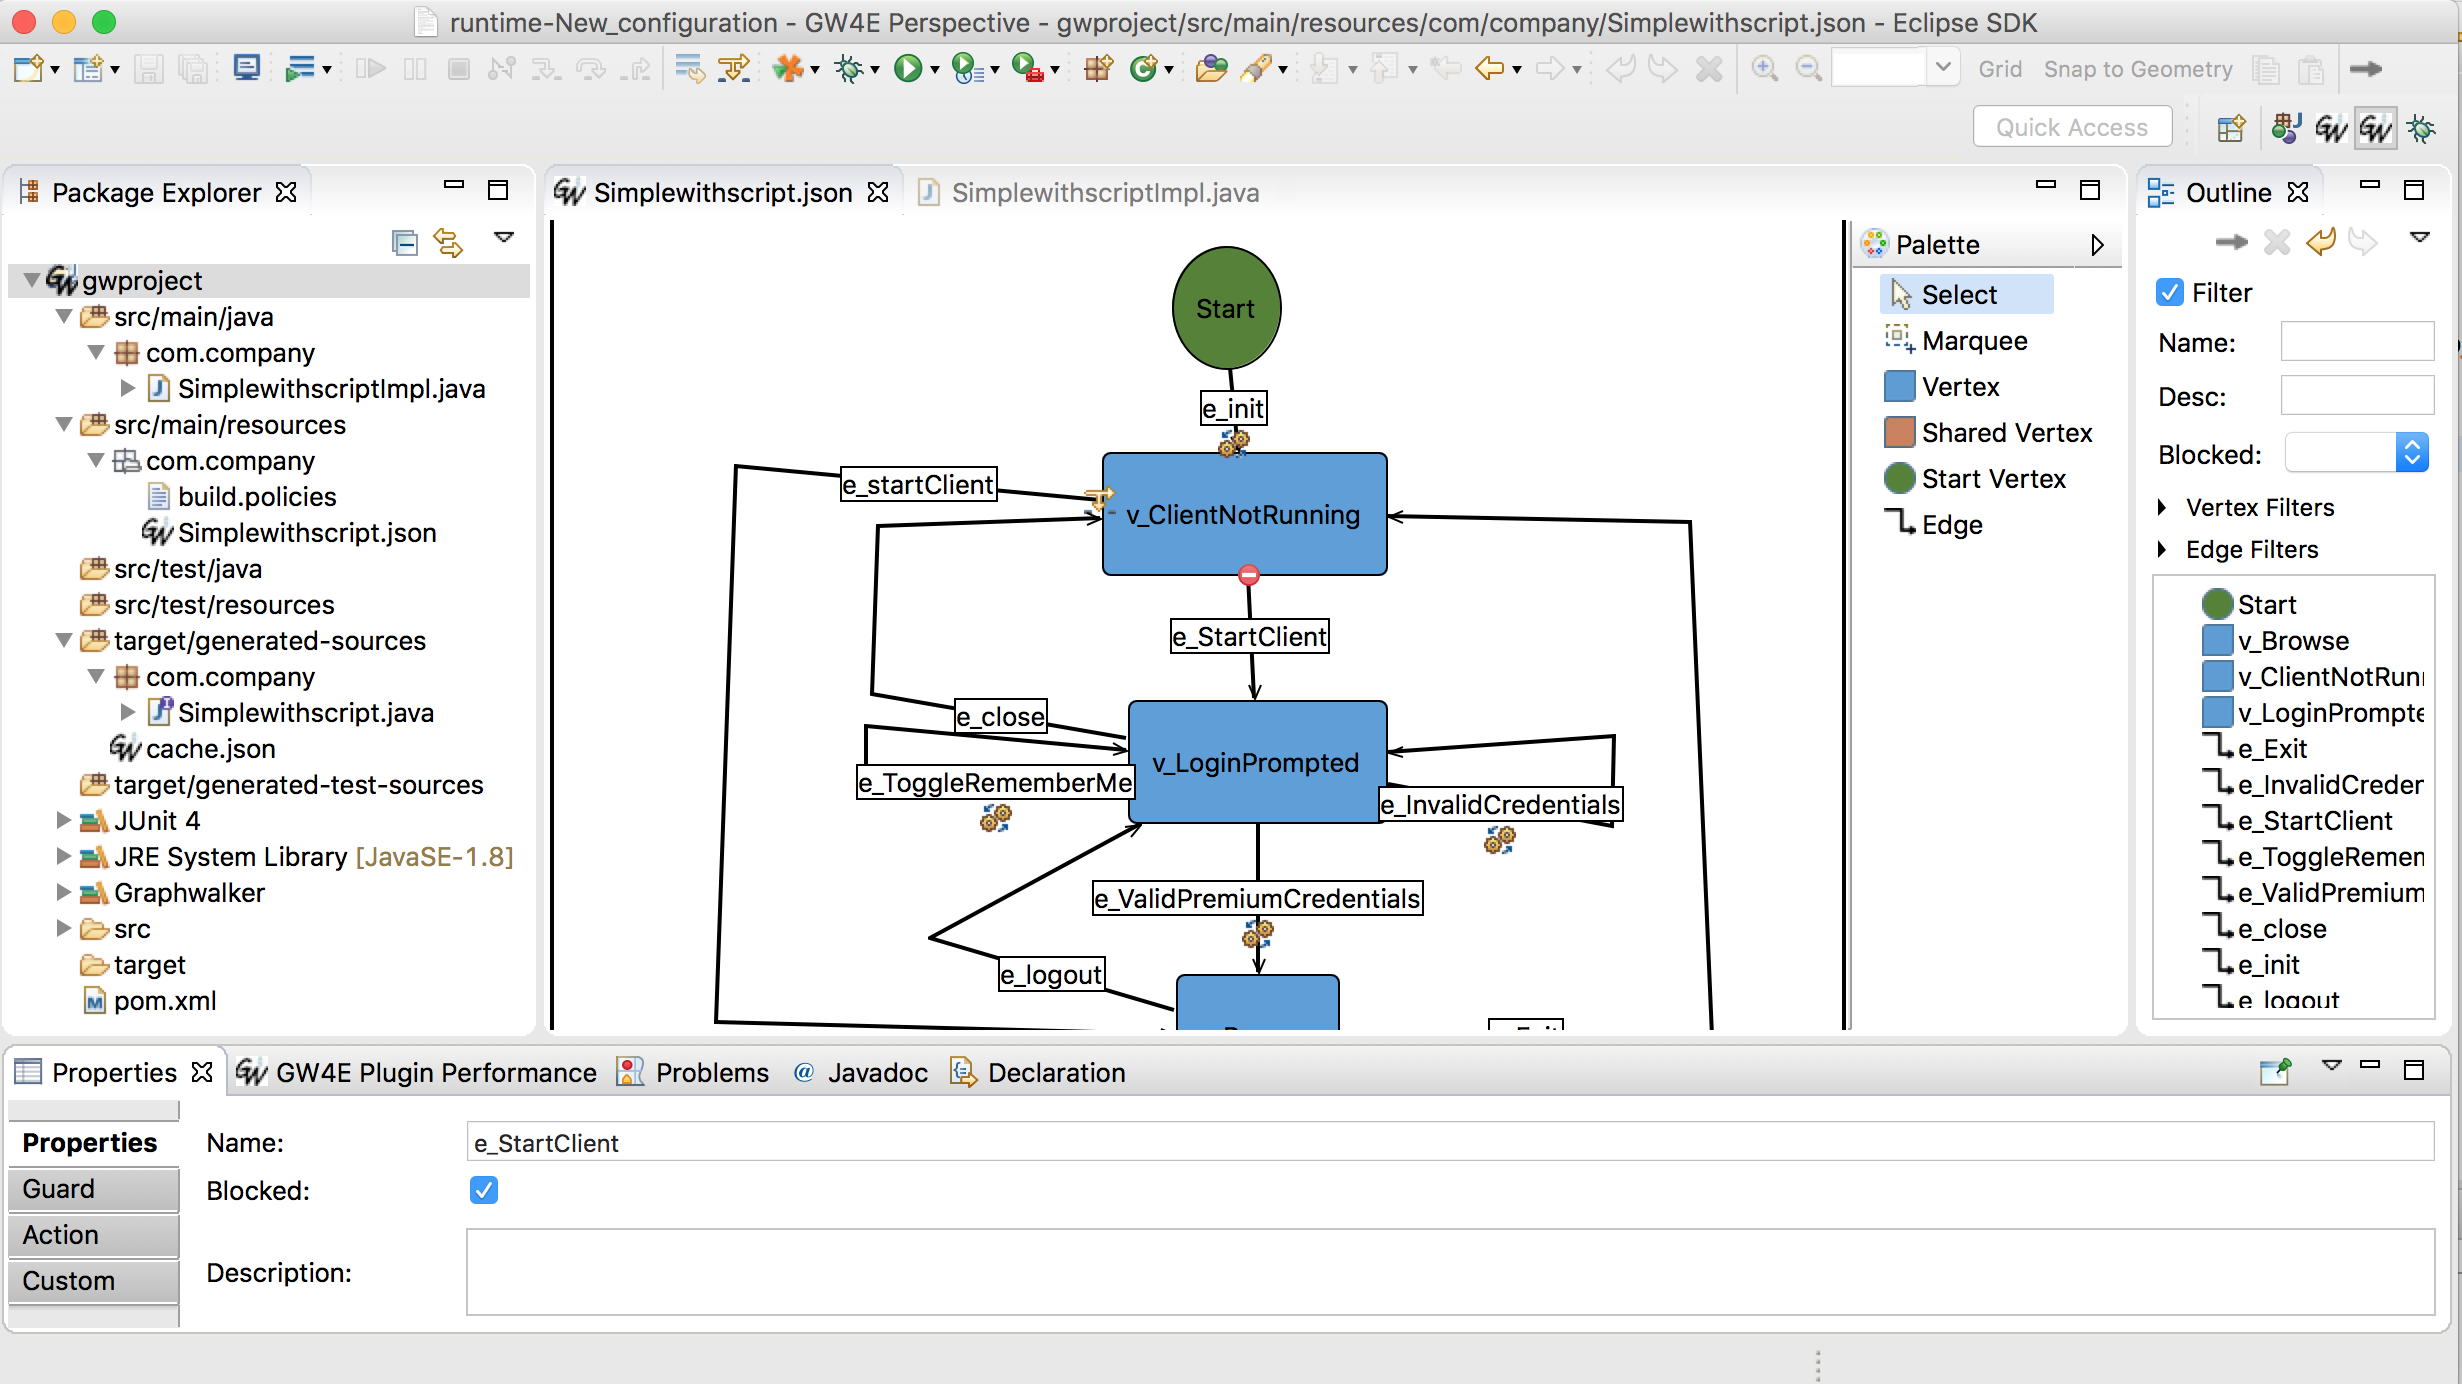 runtime-New_configuration - GW4E Perspective - gwproject/src/main/resources/com/company/Simplewithscript.json - Eclipse SDK
Grid Snap to Geometry
Quick Access
Package Explorer
gwproject
src/main/java
com.company
SimplewithscriptImpl.java
src/main/resources
com.company
build.policies
Simplewithscript.json
src/test/java
src/test/resources
target/generated-sources
com.company
Simplewithscript.java
cache.json
target/generated-test-sources
JUnit 4
JRE System Library [JavaSE-1.8]
Graphwalker
src
target
pom.xml
Simplewithscript.json
SimplewithscriptImpl.java
Start
e_init
e_startClient
v_ClientNotRunning
e_StartClient
e_close
v_LoginPrompted
e_ToggleRememberMe
e_InvalidCredentials
e_ValidPremiumCredentials
e_logout
Palette
Select
Marquee
Vertex
Shared Vertex
Start Vertex
Edge
Outline
Filter
Name:
Desc:
Blocked:
Vertex Filters
Edge Filters
Start
v_Browse
v_ClientNotRun
v_LoginPrompte
e_Exit
e_InvalidCreder
e_StartClient
e_ToggleRemen
e_ValidPremium
e_close
e_init
e_logout
Properties
GW4E Plugin Performance
Problems
@ Javadoc
Declaration
Properties
Guard
Action
Custom
Name: e_StartClient
Blocked:
Description: